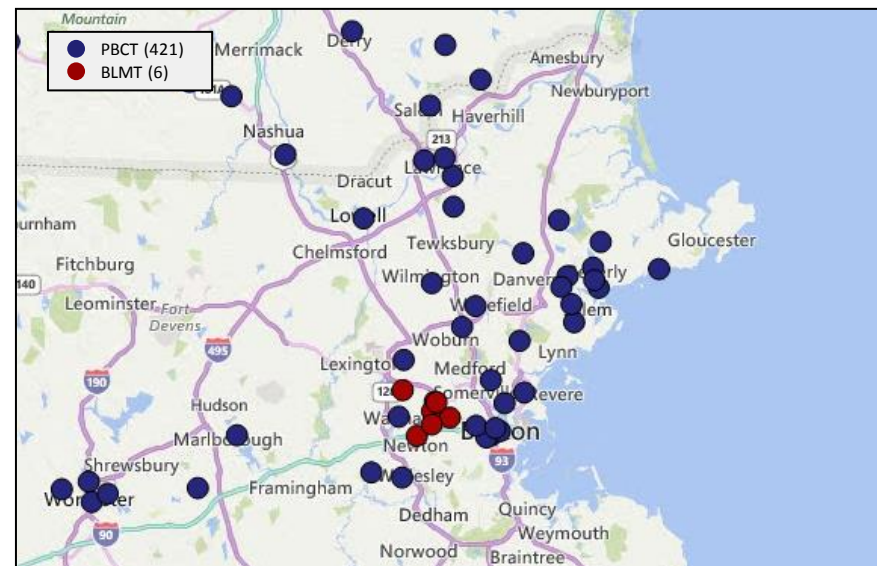 Mountain
PBCT (421)
BLMT (6)
Merrimack
Derry
Amesbury
Newburyport
Haverhill
Nashua
213
Dracut
Tewksbury
Chelmsford
Gloucester
Fitchburg
140
Wilmington
Leominster
Fort
Devens
495
Woburn
Lynn
190
Lexington
Medford
Hudson
Revere
Marlborough
Newton
93
Shrewsbury
Framingham
Quincy
Dedham
90
Weymouth
Norwood
Braintree